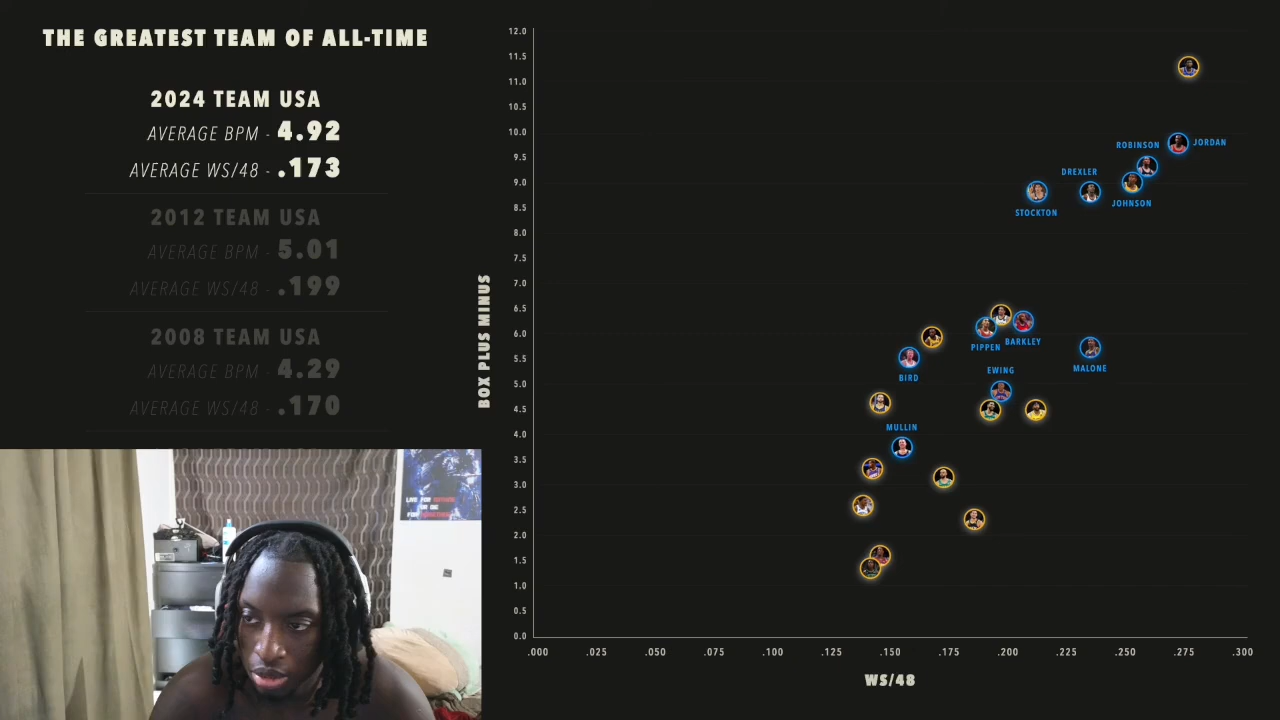 THE GREATEST TEAM OF ALL-TIME
2024 TEAM USA
AVERAGE BPM - 4.92
AVERAGE WS/48 - .173
2012 TEAM USA
AVERAGE BPM - 5.01
AVERAGE WS/48 - .199
2008 TEAM USA
AVERAGE BPM - 4.29
AVERAGE WS/48 - .170
BOX PLUS MINUS
12.0
11.5
11.0
10.5
10.0
9.5
9.0
8.5
8.0
7.5
7.0
6.5
6.0
5.5
5.0
4.5
4.0
3.5
3.0
2.5
2.0
1.5
1.0
0.5
0.0
ROBINSON
JORDAN
DREXLER
JOHNSON
STOCKTON
PIPPEN
BARKLEY
BIRD
MALONE
EWING
MULLIN
.000 .025 .050 .075 .100 .125 .150 .175 .200 .225 .250 .275 .300
WS/48
LIVE FOR
OR DIE
FOR